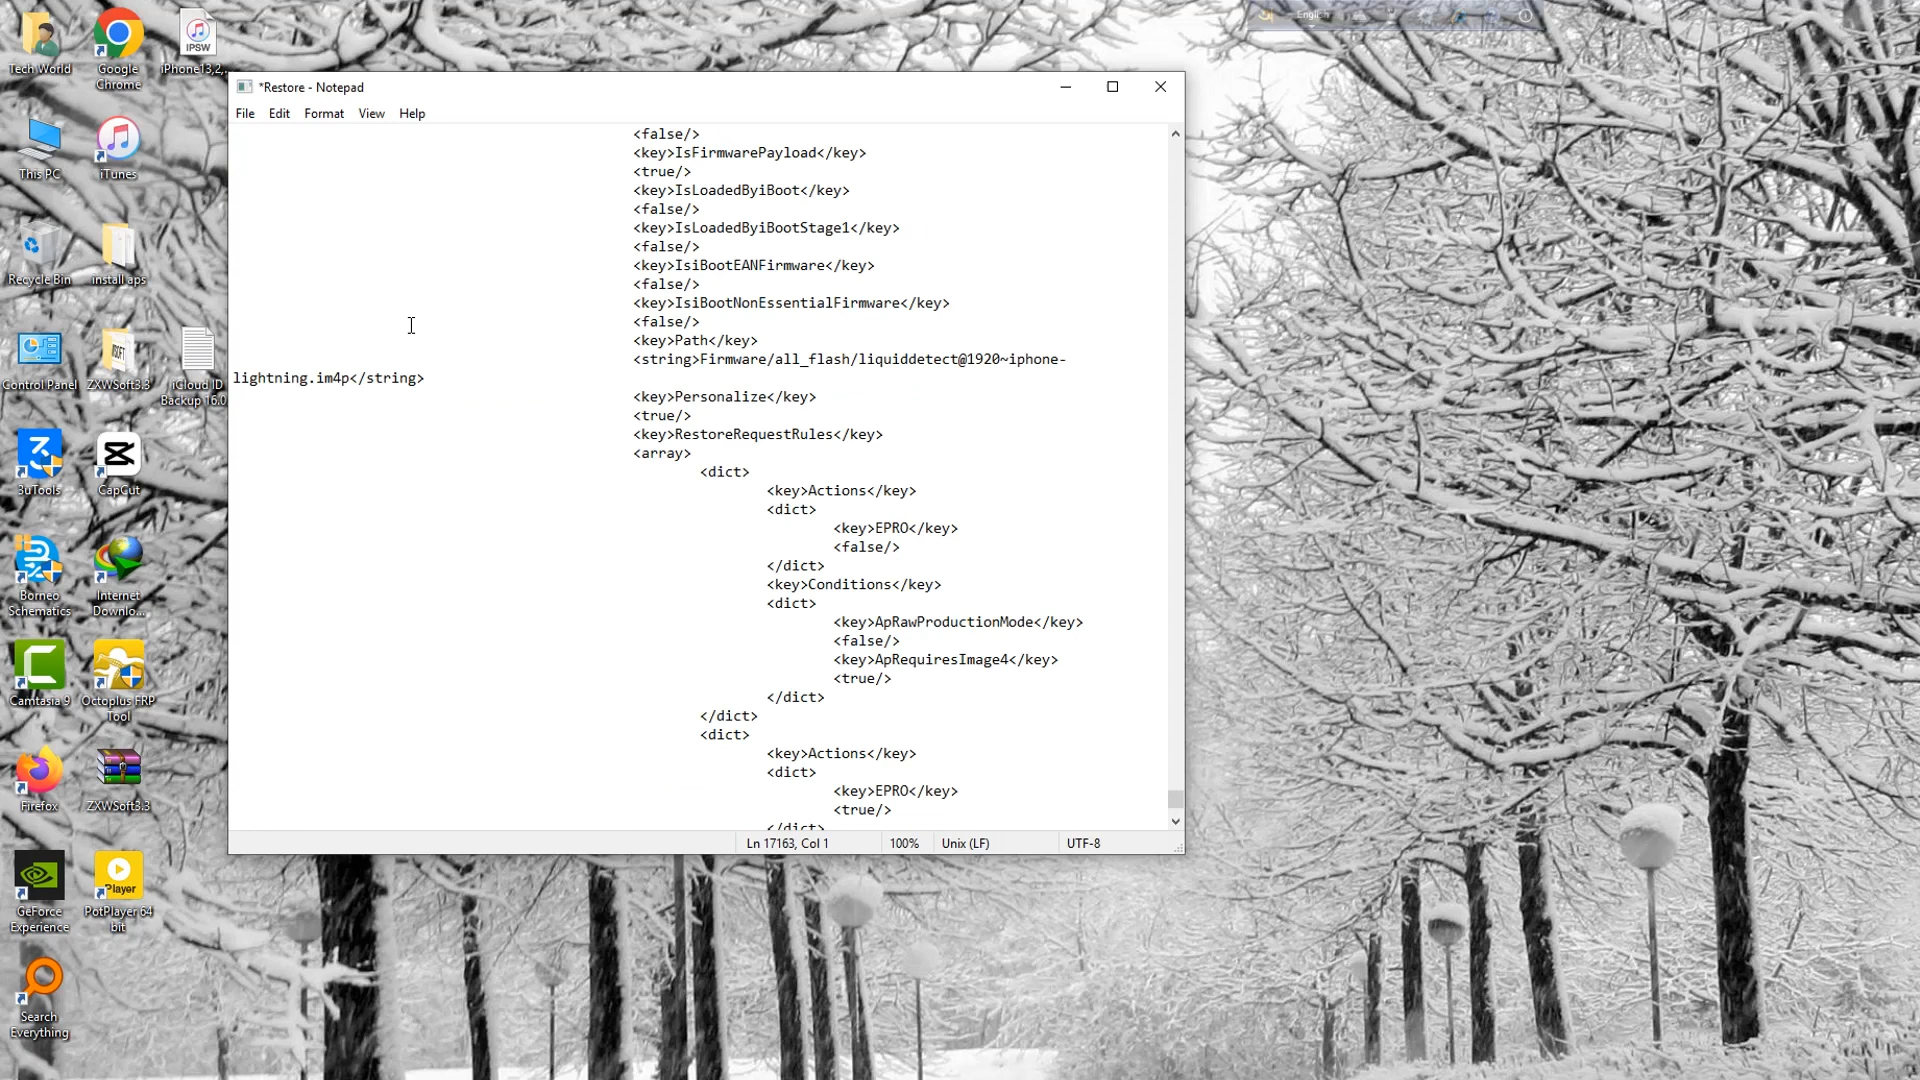 Tech World
Google Chrome
iPhone13,2,...
IPSW
English
This PC
iTunes
Recycle Bin
install aps
Control Panel
ZXWSoft3.3
iCloud ID Backup 16.0
3uTools
CapCut
Borneo Schematics
Internet Downlo...
Camtasia 9
Octoplus FRP Tool
Firefox
ZXWSoft3.3
GeForce Experience
PotPlayer 64 bit
Player
Search Everything
*Restore - Notepad
File Edit Format View Help
<false/>
<key>IsFirmwarePayload</key>
<true/>
<key>IsLoadedByiBoot</key>
<false/>
<key>IsLoadedByiBootStage1</key>
<false/>
<key>IsiBootEANFirmware</key>
<false/>
<key>IsiBootNonEssentialFirmware</key>
<false/>
<key>Path</key>
<string>Firmware/all_flash/liquiddetect@1920~iphone-
lightning.im4p</string>
<key>Personalize</key>
<true/>
<key>RestoreRequestRules</key>
<array>
<dict>
<key>Actions</key>
<dict>
<key>EPRO</key>
<false/>
</dict>
<key>Conditions</key>
<dict>
<key>ApRawProductionMode</key>
<false/>
<key>ApRequiresImage4</key>
<true/>
</dict>
</dict>
<dict>
<key>Actions</key>
<dict>
<key>EPRO</key>
<true/>
</dict>
Ln 17163, Col 1 100% Unix (LF) UTF-8